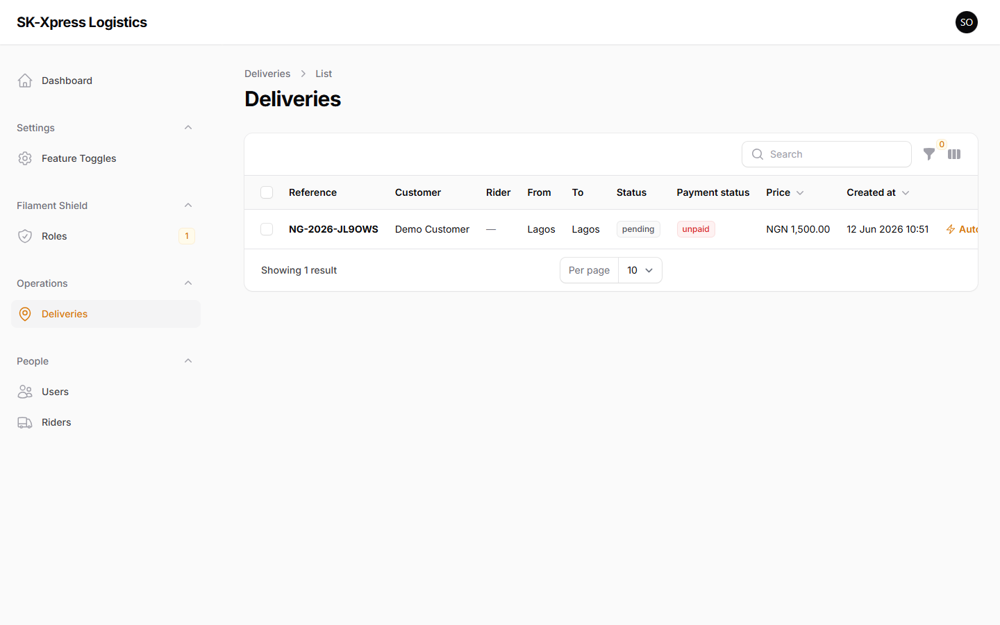 SK-Xpress Logistics
SO
Dashboard
Settings
Feature Toggles
Filament Shield
Roles
1
Operations
Deliveries
People
Users
Riders
Deliveries > List
Deliveries
Search
0
Reference Customer Rider From To Status Payment status Price Created at
NG-2026-JL9OWS Demo Customer — Lagos Lagos pending unpaid NGN 1,500.00 12 Jun 2026 10:51
Showing 1 result
Per page 10